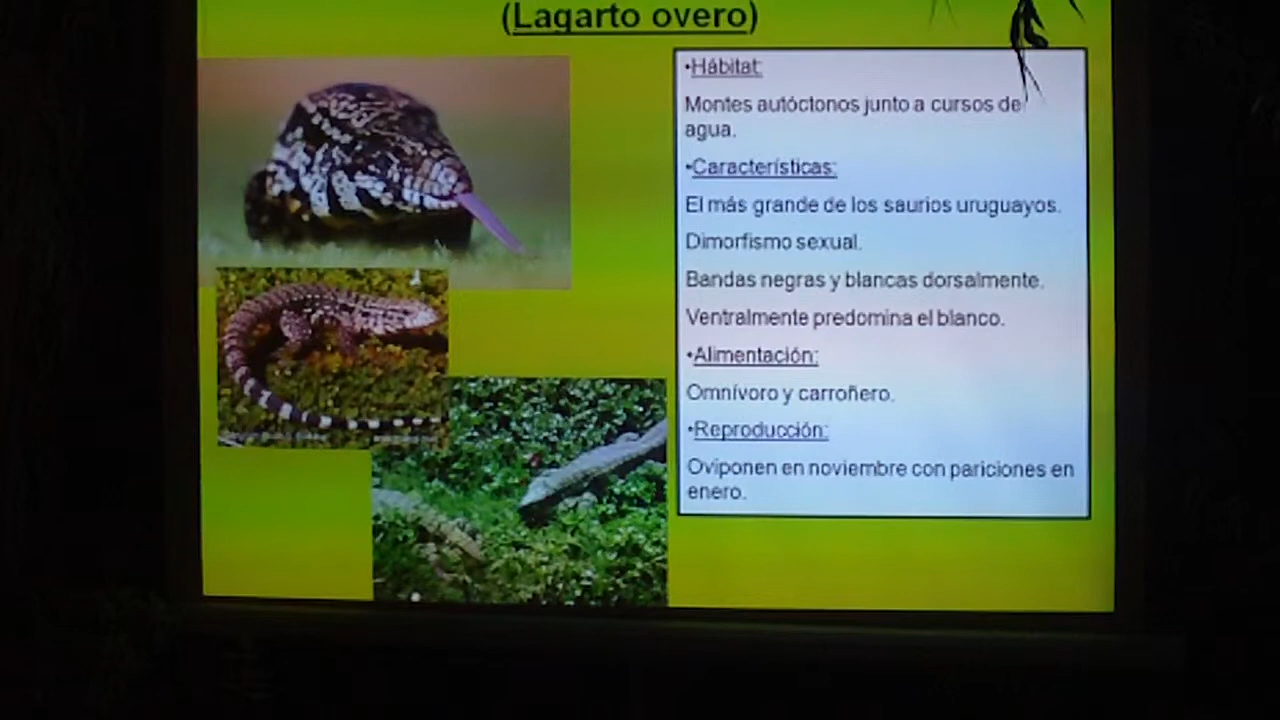 (Lagarto overo)
•Hábitat:
Montes autóctonos junto a cursos de
agua.
•Características:
El más grande de los saurios uruguayos.
Dimorfismo sexual.
Bandas negras y blancas dorsalmente.
Ventralmente predomina el blanco.
•Alimentación:
Omnívoro y carroñero.
•Reproducción:
Oviponen en noviembre con pariciones en
enero.